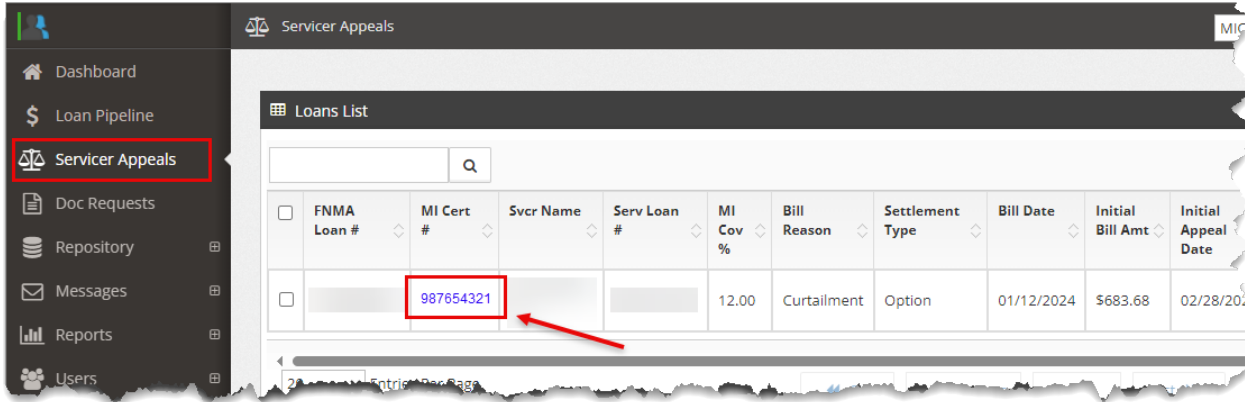 Servicer Appeals
MIC
Dashboard
Loan Pipeline
Servicer Appeals
Doc Requests
Repository
Messages
Reports
Users
Loans List
FNMA Loan #
MI Cert #
Svcr Name
Serv Loan #
MI Cov %
Bill Reason
Settlement Type
Bill Date
Initial Bill Amt
Initial Appeal Date
987654321
12.00
Curtailment
Option
01/12/2024
$683.68
02/28/202
Per Page